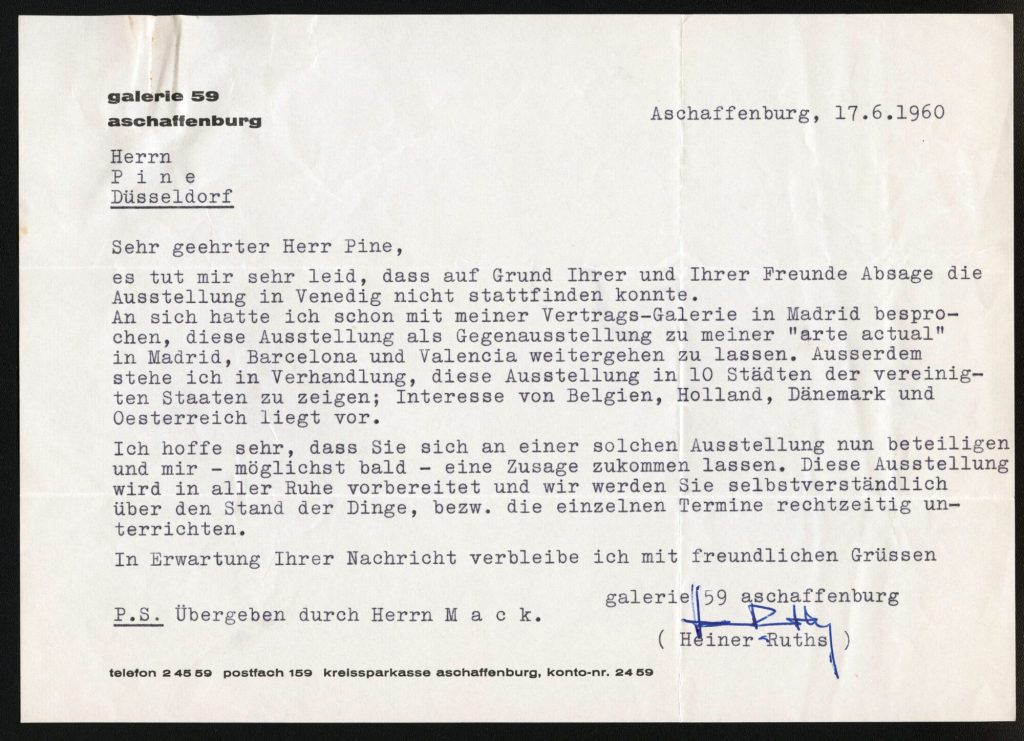 galerie 59
aschaffenburg
Aschaffenburg, 17.6.1960
Herrn
P i n e
Düsseldorf
Sehr geehrter Herr Pine,
es tut mir sehr leid, dass auf Grund Ihrer und Ihrer Freunde Absage die
Ausstellung in Venedig nicht stattfinden konnte.
An sich hatte ich schon mit meiner Vertrags-Galerie in Madrid bespro-
chen, diese Ausstellung als Gegenausstellung zu meiner "arte actual"
in Madrid, Barcelona und Valencia weitergehen zu lassen. Ausserdem
stehe ich in Verhandlung, diese Ausstellung in 10 Städten der vereinig-
ten Staaten zu zeigen; Interesse von Belgien, Holland, Dänemark und
Oesterreich liegt vor.
Ich hoffe sehr, dass Sie sich an einer solchen Ausstellung nun beteiligen
und mir - möglichst bald - eine Zusage zukommen lassen. Diese Ausstellung
wird in aller Ruhe vorbereitet und wir werden Sie selbstverständlich
über den Stand der Dinge, bezw. die einzelnen Termine rechtzeitig un-
terrichten.
In Erwartung Ihrer Nachricht verbleibe ich mit freundlichen Grüssen
galerie 59 aschaffenburg
P.S. Übergeben durch Herrn M a c k.
( Heiner Ruths )
telefon 2 45 59 postfach 159 kreissparkasse aschaffenburg, konto-nr. 24 59